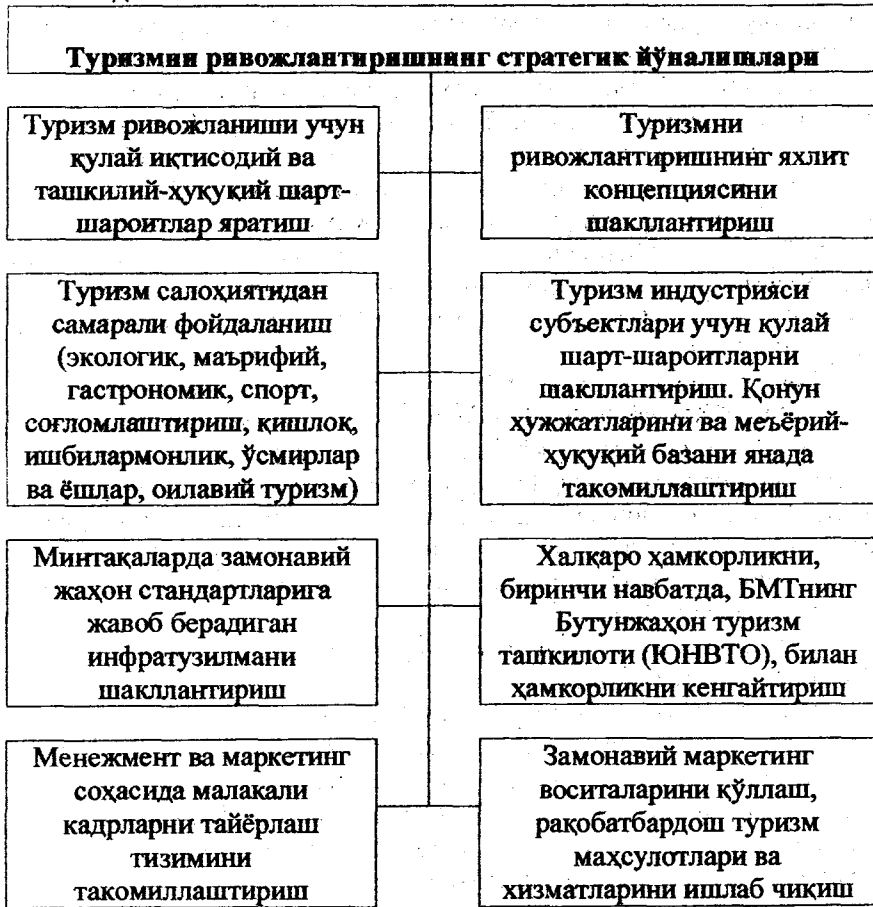 Туризмни ривожлантиришнинг стратегик йўналишлари
Туризм ривожланиши учун
қулай иқтисодий ва
ташкилий-ҳуқуқий шарт-
шароитлар яратиш
Туризмни
ривожлантиришнинг яхлит
концепциясини
шакллантириш
Туризм салоҳиятидан
самарали фойдаланиш
(экологик, маърифий,
гастрономик, спорт,
соғломлаштириш, қишлоқ,
ишбилармонлик, ўсмирлар
ва ёшлар, оилавий туризм)
Туризм индустрияси
субъектлари учун қулай
шарт-шароитларни
шакллантириш. Қонун
ҳужжатларини ва меъёрий-
ҳуқуқий базани янада
такомиллаштириш
Минтақаларда замонавий
жаҳон стандартларига
жавоб берадиган
инфратузилмани
шакллантириш
Халқаро ҳамкорликни,
биринчи навбатда, БМТнинг
Бутунжаҳон туризм
ташкилоти (ЮНВТО), билан
ҳамкорликни кенгайтириш
Менежмент ва маркетинг
соҳасида малакали
кадрларни тайёрлаш
тизимини
такомиллаштириш
Замонавий маркетинг
воситаларини қўллаш,
рақобатбардош туризм
маҳсулотлари ва
хизматларини ишлаб чиқиш